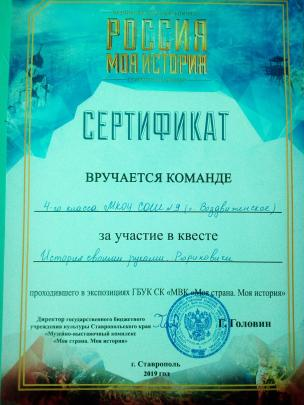 РОССИЯ
МОЯ ИСТОРИЯ
СЕРТИФИКАТ
ВРУЧАЕТСЯ КОМАНДЕ
4-го класса МКОУ СОШ №9 (с. Воздвиженское)
за участие в квесте
История своими руками. Рюриковичи
проходившего в экспозициях ГБУК СК «МВК «Моя страна. Моя история»
Директор государственного бюджетного
учреждения культуры Ставропольского края
«Музейно-выставочный комплекс
«Моя страна. Моя история»
Г. Головин
г. Ставрополь
2019 год